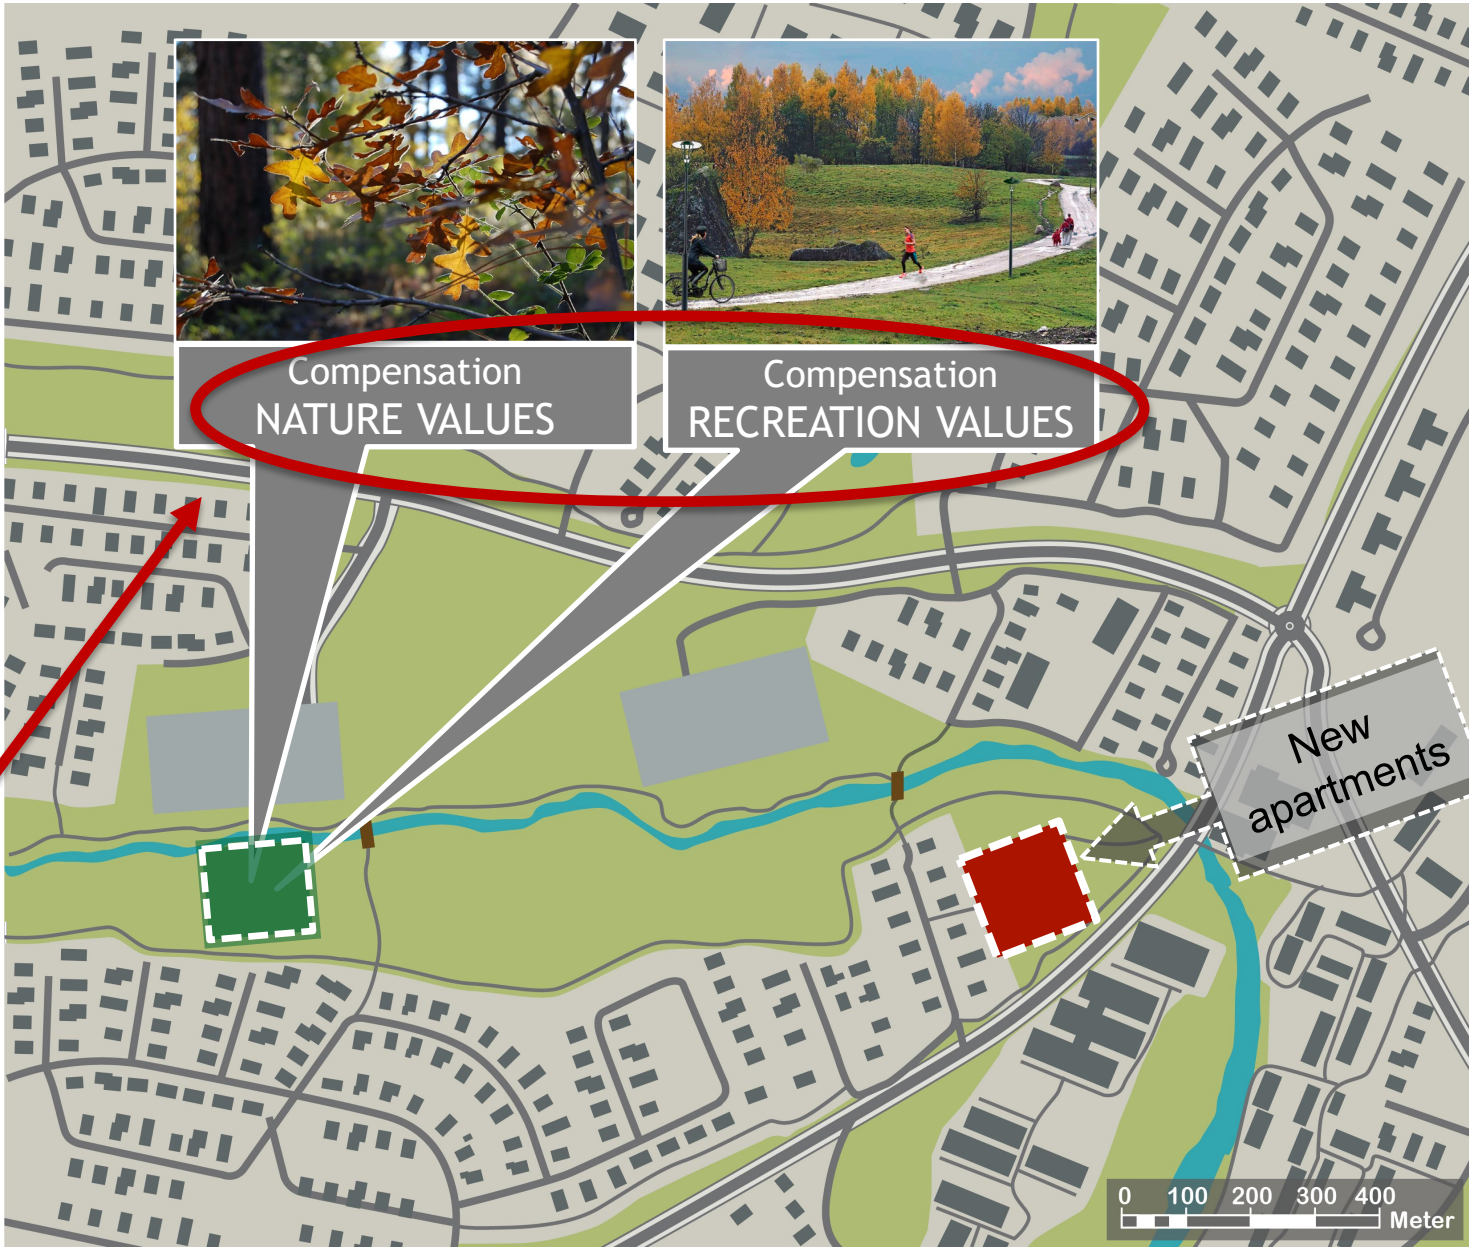 Compensation
NATURE VALUES
Compensation
RECREATION VALUES
New
apartments
0 100 200 300 400
Meter